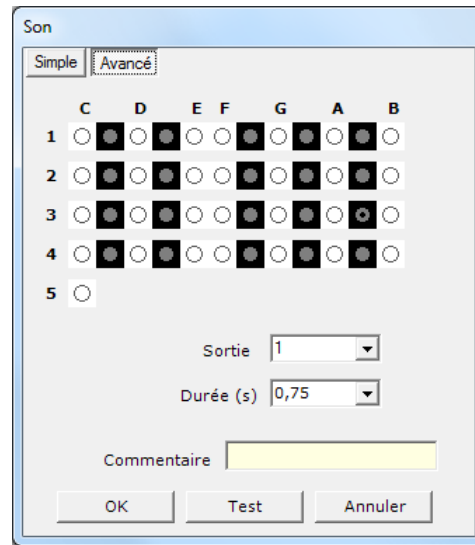 Son
Simple Avancé
C D E F G A B
1
2
3
4
5
Sortie 1
Durée (s) 0,75
Commentaire
OK Test Annuler